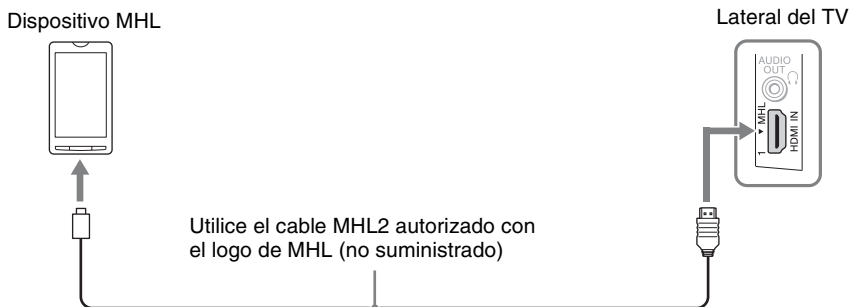 Dispositivo MHL
Lateral del TV
AUDIO
OUT
1 ▼ MHL
HDMI IN
Utilice el cable MHL2 autorizado con
el logo de MHL (no suministrado)